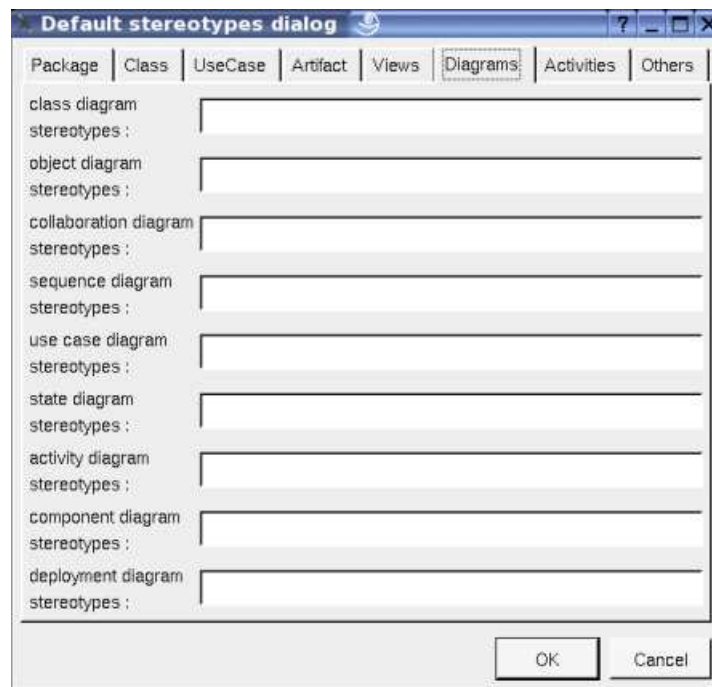 Default stereotypes dialog
Package Class UseCase Artifact Views Diagrams Activities Others
class diagram
stereotypes :
object diagram
stereotypes :
collaboration diagram
stereotypes :
sequence diagram
stereotypes :
use case diagram
stereotypes :
state diagram
stereotypes :
activity diagram
stereotypes :
component diagram
stereotypes :
deployment diagram
stereotypes :
OK Cancel